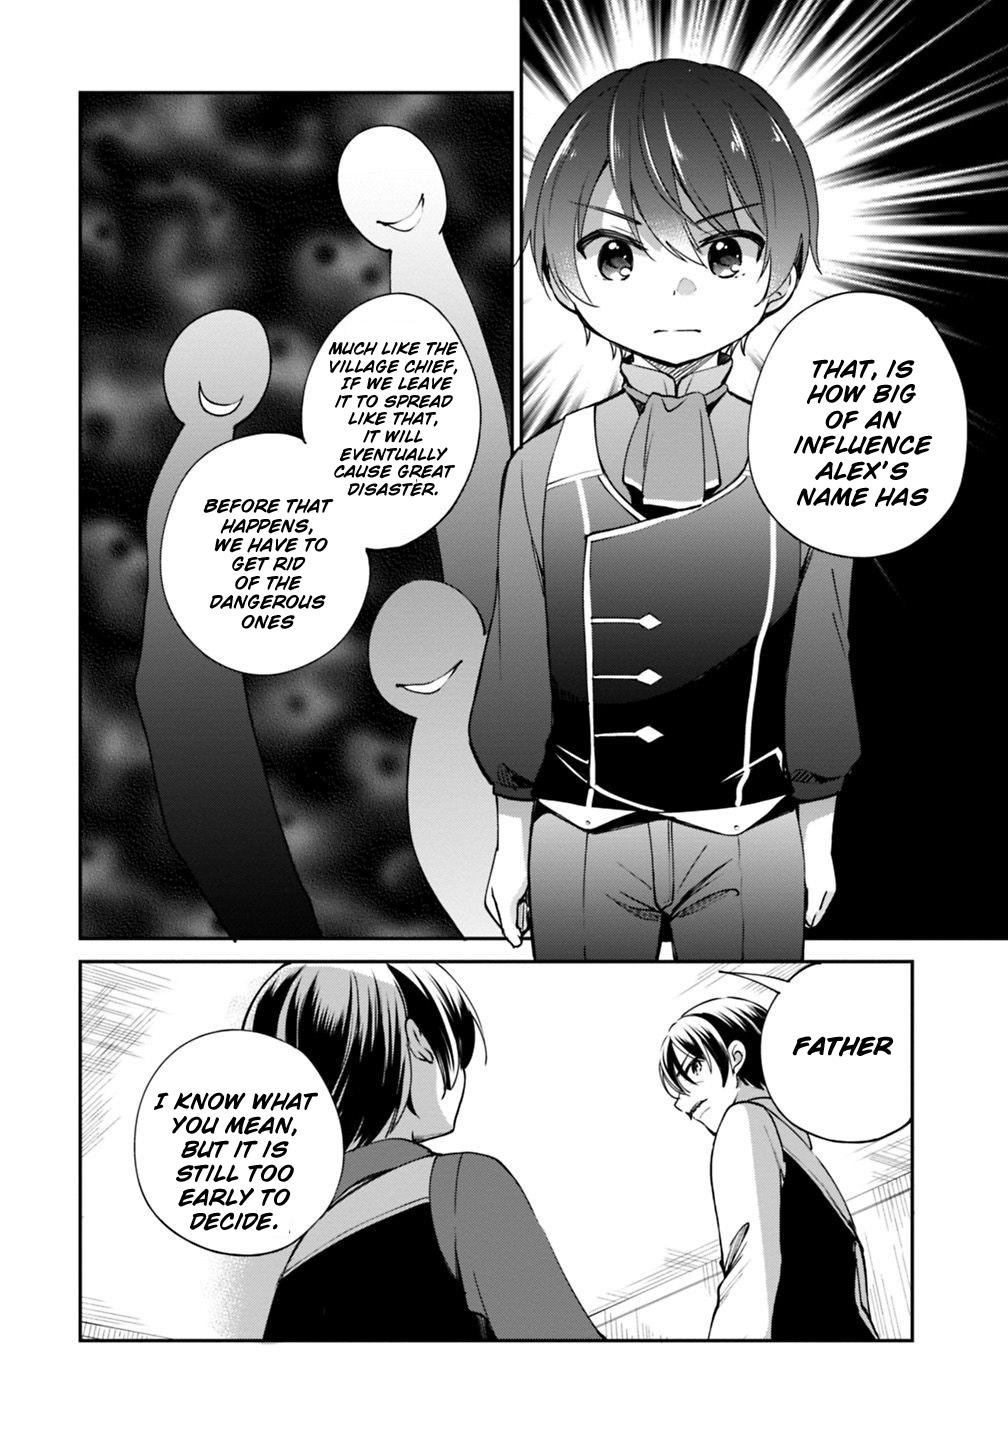 THAT, IS
HOW BIG
OF AN
INFLUENCE
ALEX'S
NAME HAS
MUCH LIKE THE
VILLAGE CHIEF,
IF WE LEAVE
IT TO SPREAD
LIKE THAT,
IT WILL
EVENTUALLY
CAUSE GREAT
DISASTER.
BEFORE THAT
HAPPENS,
WE HAVE TO
GET RID
OF THE
DANGEROUS
ONES
FATHER
I KNOW WHAT
YOU MEAN,
BUT IT IS
STILL TOO
EARLY TO
DECIDE.